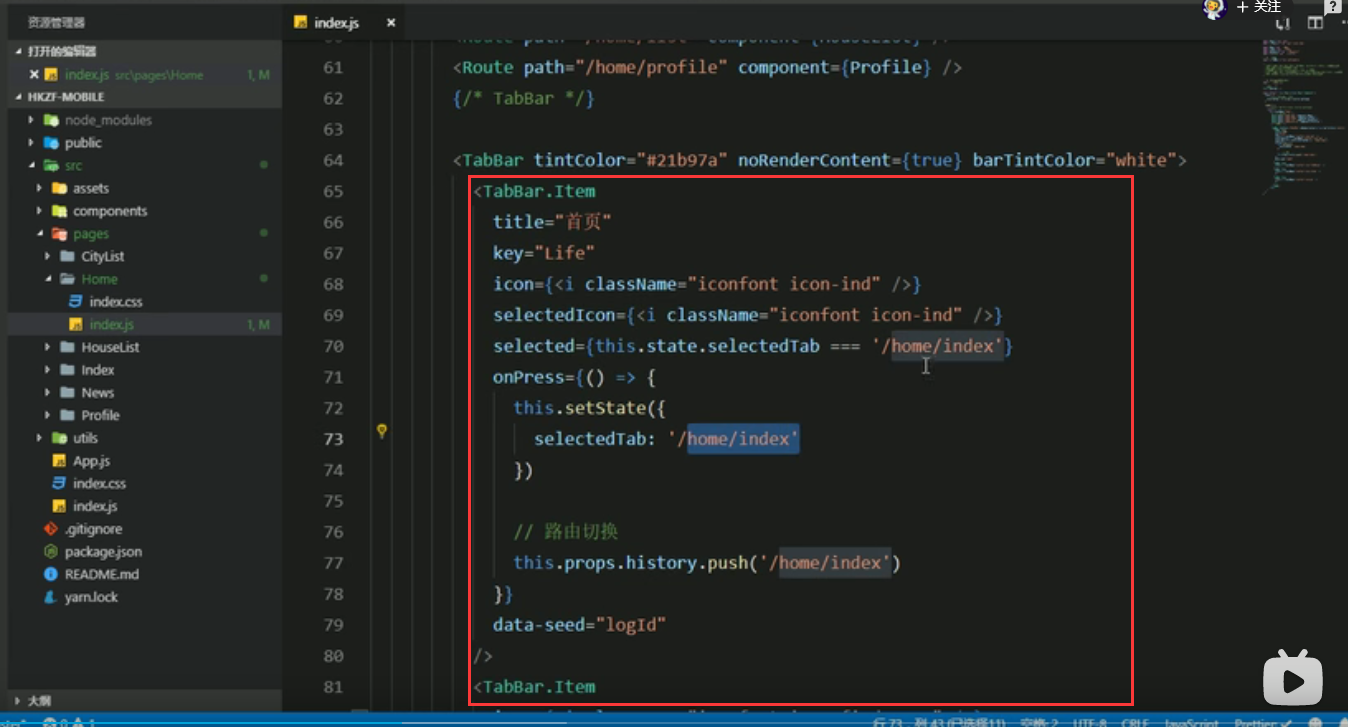 资源管理器
index.js ×
+ 关注
?
打开的编辑器
× index.js src\pages\Home 1, M
HKZF-MOBILE
node_modules
public
src
assets
components
pages
CityList
Home
index.css
index.js 1, M
HouseList
Index
News
Profile
utils
App.js
index.css
index.js
.gitignore
package.json
README.md
yarn.lock
大纲
61 <Route path="/home/profile" component={Profile} />
62 {/* TabBar */}
63
64 <TabBar tintColor="#21b97a" noRenderContent={true} barTintColor="white">
65 <TabBar.Item
66 title="首页"
67 key="Life"
68 icon={<i className="iconfont icon-ind" />}
69 selectedIcon={<i className="iconfont icon-ind" />}
70 selected={this.state.selectedTab === '/home/index'}
71 onPress={() => {
72 this.setState({
73 selectedTab: '/home/index'
74 })
75
76 // 路由切换
77 this.props.history.push('/home/index')
78 }}
79 data-seed="logId"
80 />
81 <TabBar.Item
行 73, 列 43 (已选择11) 空格: 2 UTF-8 CRLF JavaScript Prettier: ✓